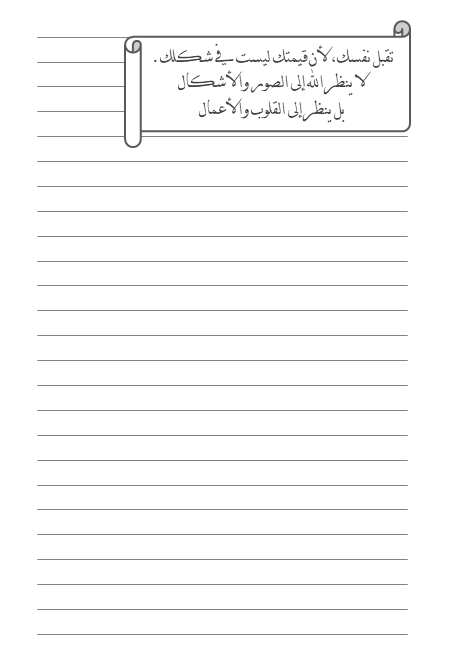 تقبل نفسك، لأن قيمتك ليست في شكلك.
لا ينظر الله إلى الصور والأشكال
بل ينظر إلى القلوب والأعمال